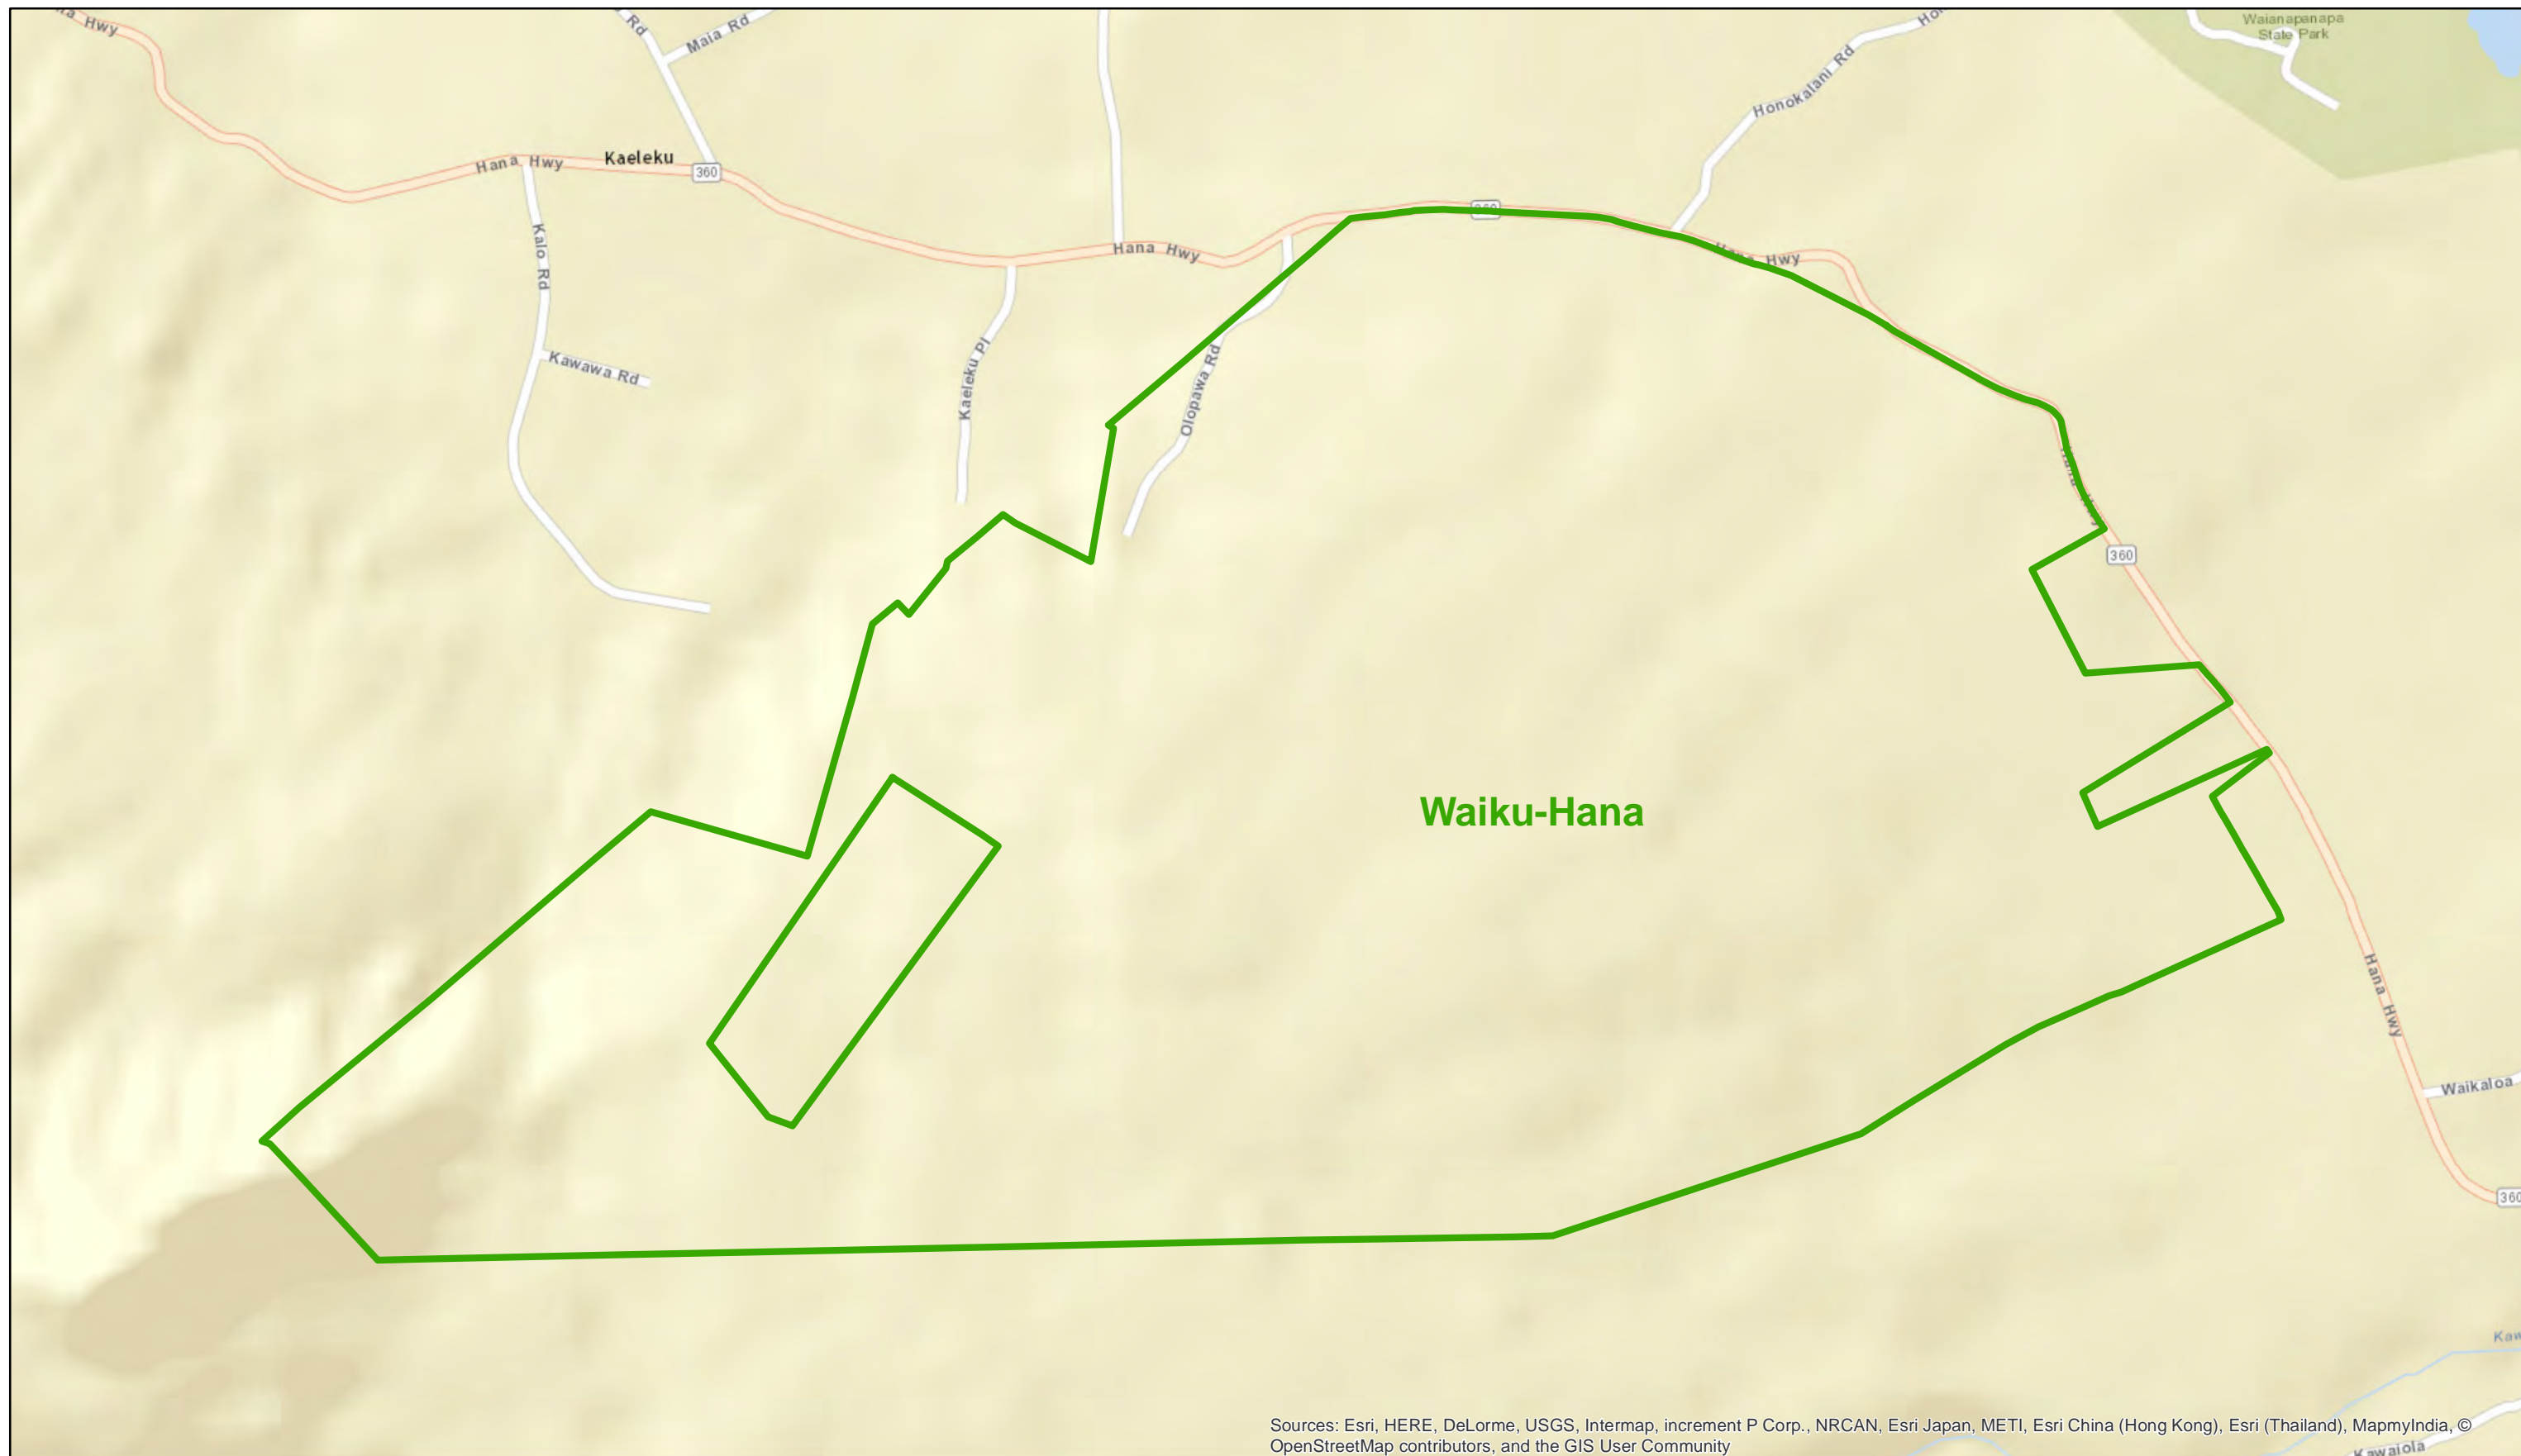 Hwy
Rd
Maia Rd
Waianapanapa
State Park
Honokalani Rd
Hana Hwy
Kaeleku
360
360
Kalo Rd
Hana Hwy
Hana Hwy
Kawawa Rd
Kaeleku Pl
Olopawa Rd
Hana Hwy
360
Waiku-Hana
Hana Hwy
Waikaloa
360
Kawaiola
Sources: Esri, HERE, DeLorme, USGS, Intermap, increment P Corp., NRCAN, Esri Japan, METI, Esri China (Hong Kong), Esri (Thailand), MapmyIndia, ©
OpenStreetMap contributors, and the GIS User Community